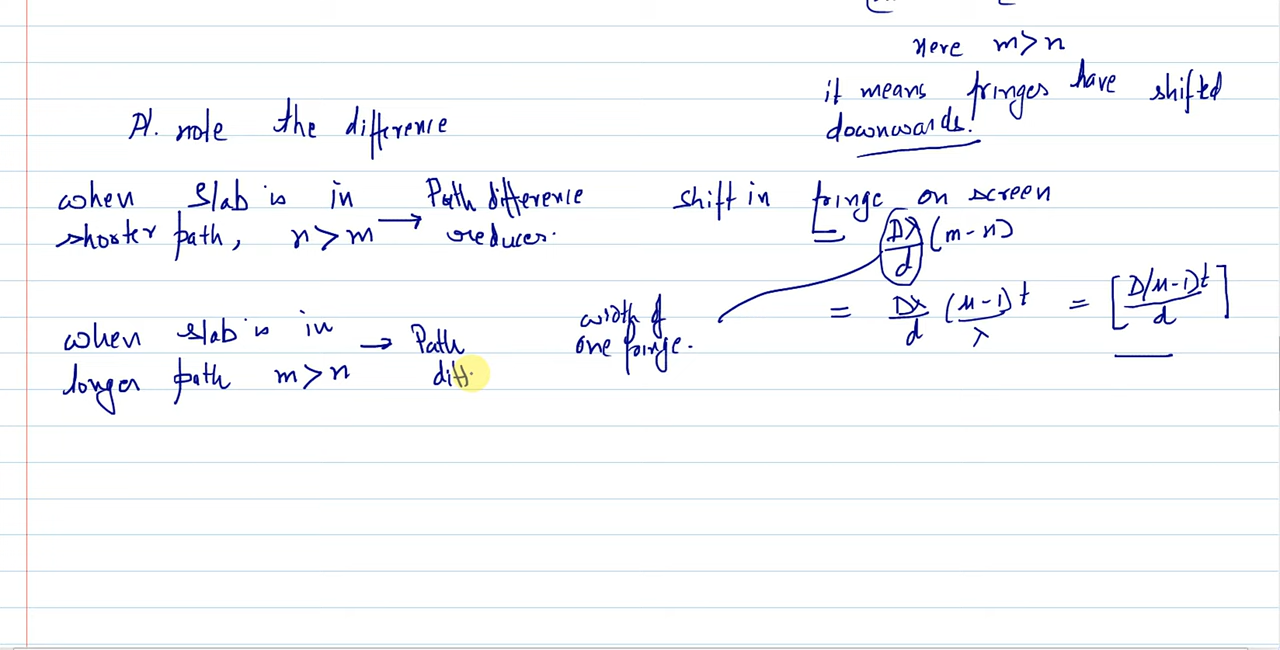 Here m>n
it means fringes have shifted
downwards.
Pl. note the difference
when slab is in → Path difference
shorter path, n>m reduces.
shift in fringe on screen
Dλ/d (m-n)
= Dλ/d (μ-1)t/λ = [D(μ-1)t/d]
width of
one fringe.
when slab is in → Path
longer path m>n diff.